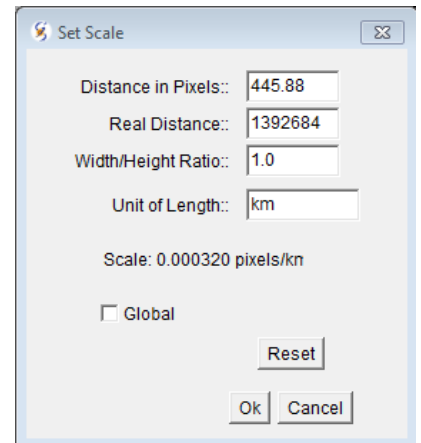 Set Scale
Distance in Pixels:: 445.88
Real Distance:: 1392684
Width/Height Ratio:: 1.0
Unit of Length:: km
Scale: 0.000320 pixels/kn
Global
Reset
Ok Cancel